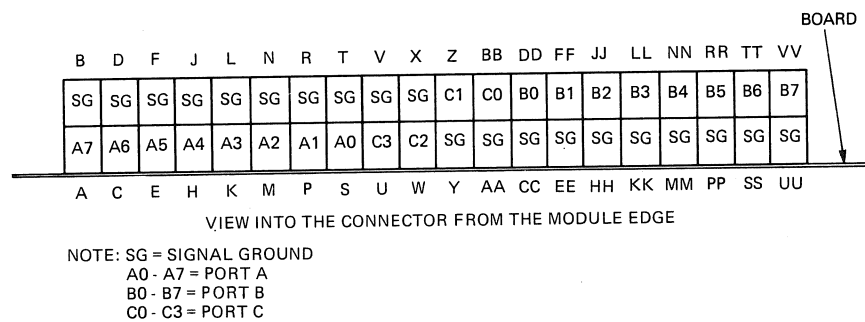 BOARD
B D F J L N R T V X Z BB DD FF JJ LL NN RR TT VV
SG SG SG SG SG SG SG SG SG SG C1 C0 B0 B1 B2 B3 B4 B5 B6 B7
A7 A6 A5 A4 A3 A2 A1 A0 C3 C2 SG SG SG SG SG SG SG SG SG SG
A C E H K M P S U W Y AA CC EE HH KK MM PP SS UU
VIEW INTO THE CONNECTOR FROM THE MODULE EDGE
NOTE: SG = SIGNAL GROUND
A0 - A7 = PORT A
B0 - B7 = PORT B
C0 - C3 = PORT C